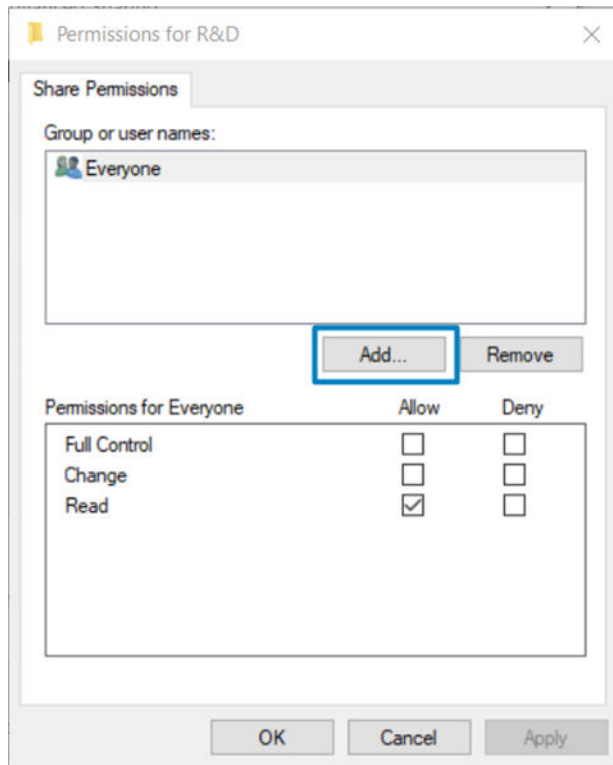 Permissions for R&D
Share Permissions
Group or user names:
Everyone
Add... Remove
Permissions for Everyone Allow Deny
Full Control
Change
Read
OK Cancel Apply